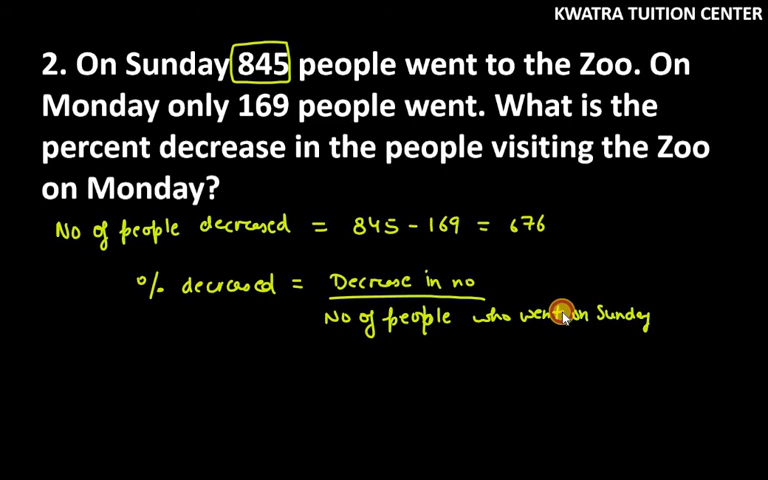 KWATRA TUITION CENTER
2. On Sunday 845 people went to the Zoo. On
Monday only 169 people went. What is the
percent decrease in the people visiting the Zoo
on Monday?
No of people decreased = 845 - 169 = 676
% decreased = Decrease in no
No of people who went on Sunday